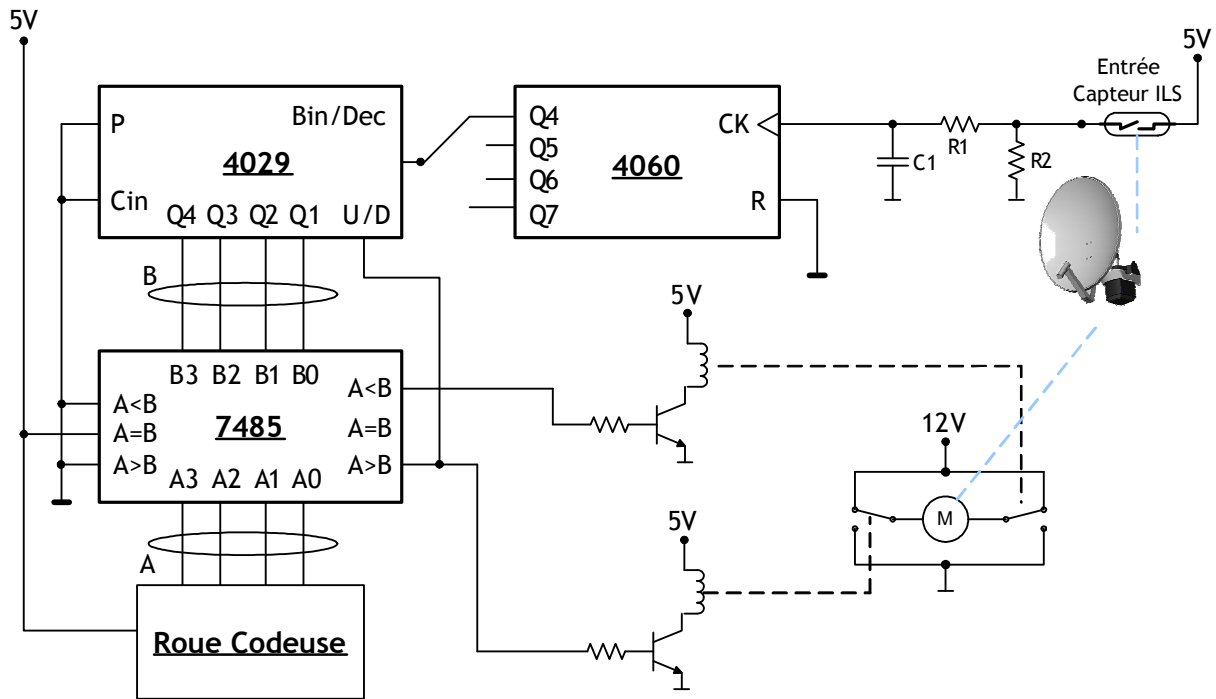 5V
5V
Entrée
Capteur ILS
P
Bin/Dec
4029
Cin
Q4 Q3 Q2 Q1 U/D
Q4
Q5
Q6
Q7
4060
CK
R
C1
R1
R2
B
B3 B2 B1 B0
A<B
A=B
A>B
7485
A<B
A=B
A>B
A3 A2 A1 A0
A
Roue Codeuse
5V
5V
12V
M